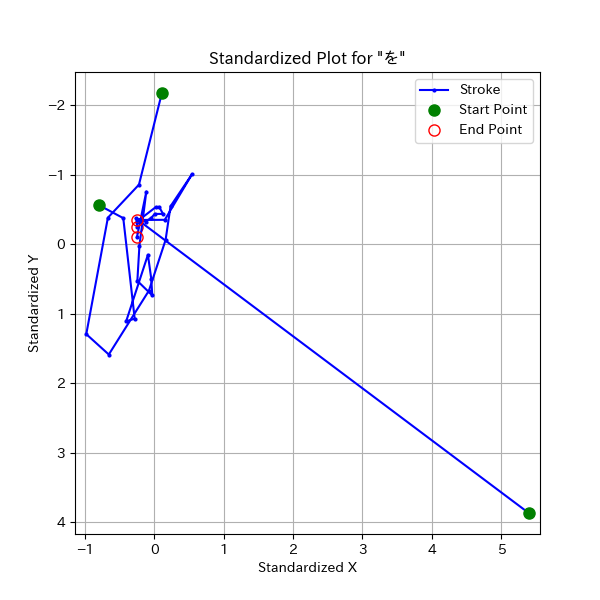 Standardized Plot for "を"
Stroke
Start Point
End Point
Standardized Y
−2
−1
0
1
2
3
4
−1 0 1 2 3 4 5
Standardized X